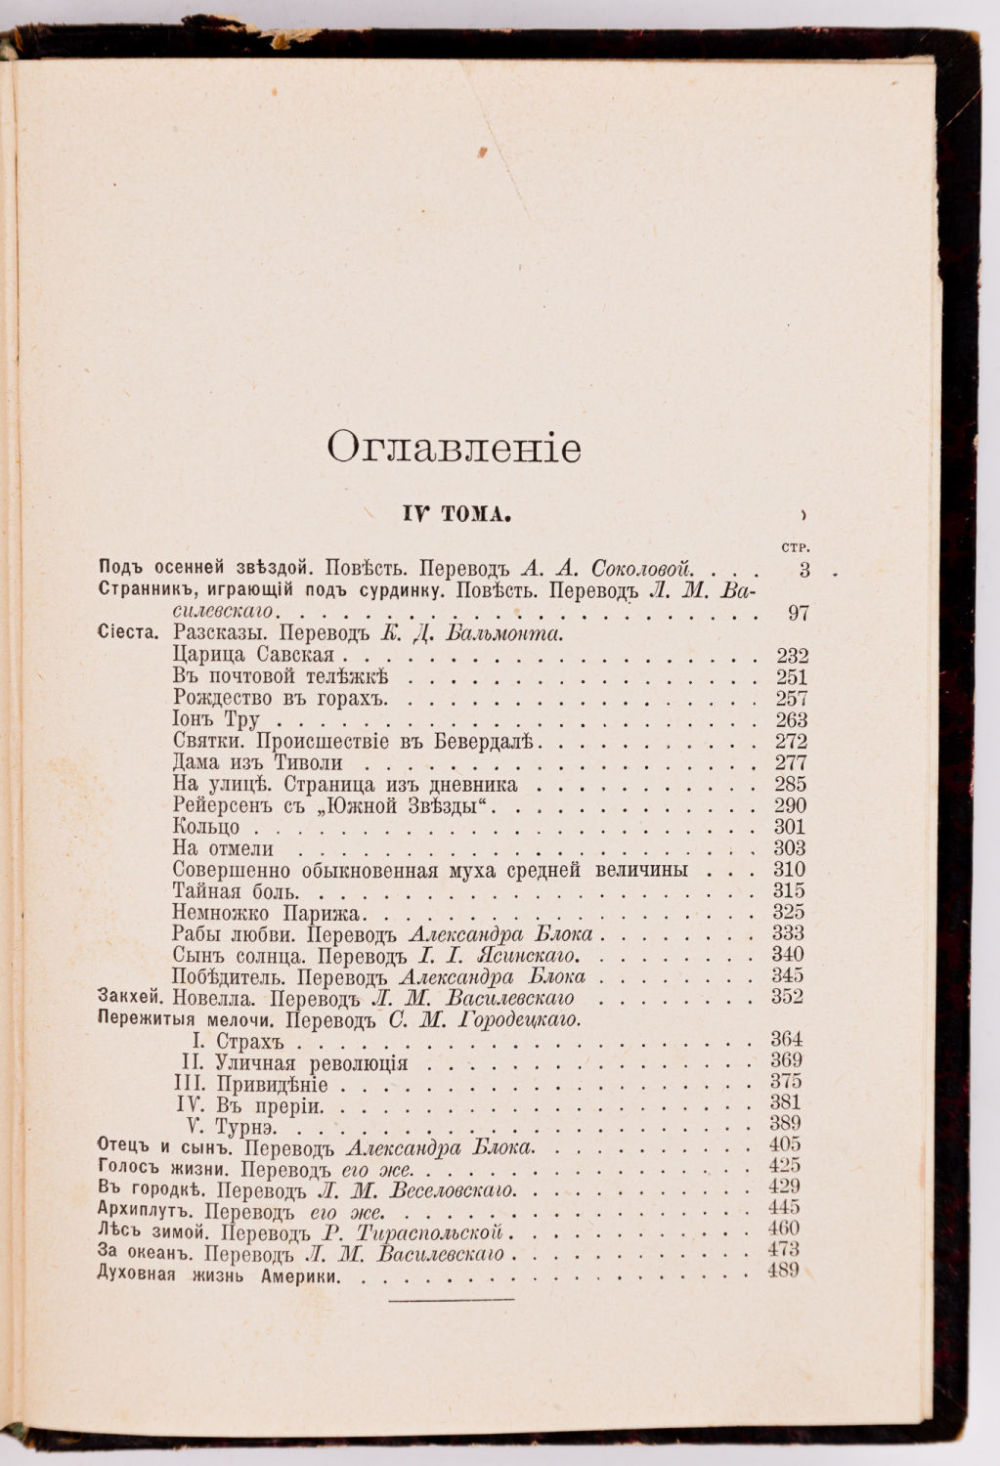 Оглавленіе
IV ТОМА.
СТР.
Подъ осенней звѣздой. Повѣсть. Переводъ А. А. Соколовой. . . . 3
Странникъ, играющій подъ сурдинку. Повѣсть. Переводъ Л. М. Ва-
силевскаго. . . . . . . . . . . . . . . . . . . . 97
Сіеста. Разсказы. Переводъ К. Д. Бальмонта.
Царица Савская . . . . . . . . . . . . . . . . . . 232
Въ почтовой телѣжкѣ . . . . . . . . . . . . . . . . 251
Рождество въ горахъ. . . . . . . . . . . . . . . . . 257
Іонъ Тру . . . . . . . . . . . . . . . . . . . . 263
Святки. Происшествіе въ Бевердалѣ. . . . . . . . . . . 272
Дама изъ Тиволи . . . . . . . . . . . . . . . . . 277
На улицѣ. Страница изъ дневника . . . . . . . . . . . 285
Рейерсенъ съ „Южной Звѣзды“. . . . . . . . . . . . . 290
Кольцо . . . . . . . . . . . . . . . . . . . . . 301
На отмели . . . . . . . . . . . . . . . . . . . 303
Совершенно обыкновенная муха средней величины . . . 310
Тайная боль. . . . . . . . . . . . . . . . . . . . 315
Немножко Парижа. . . . . . . . . . . . . . . . . . 325
Рабы любви. Переводъ Александра Блока . . . . . . . . 333
Сынъ солнца. Переводъ І. І. Ясинскаго. . . . . . . . . 340
Побѣдитель. Переводъ Александра Блока . . . . . . . . 345
Закхей. Новелла. Переводъ Л. М. Василевскаго . . . . . . . . 352
Пережитыя мелочи. Переводъ С. М. Городецкаго.
I. Страхъ . . . . . . . . . . . . . . . . . . . . . 364
II. Уличная революція . . . . . . . . . . . . . . . 369
III. Привидѣніе . . . . . . . . . . . . . . . . . . . 375
IV. Въ преріи. . . . . . . . . . . . . . . . . . . . 381
V. Турнэ. . . . . . . . . . . . . . . . . . . . . . 389
Отецъ и сынъ. Переводъ Александра Блока. . . . . . . . . . . 405
Голосъ жизни. Переводъ его же. . . . . . . . . . . . . . . . 425
Въ городкѣ. Переводъ Л. М. Веселовскаго. . . . . . . . . . . . 429
Архиплутъ. Переводъ его же. . . . . . . . . . . . . . . . . 445
Лѣсъ зимой. Переводъ Р. Тираспольской . . . . . . . . . . . . 460
За океанъ. Переводъ Л. М. Василевскаго . . . . . . . . . . . . 473
Духовная жизнь Америки. . . . . . . . . . . . . . . . . . . 489